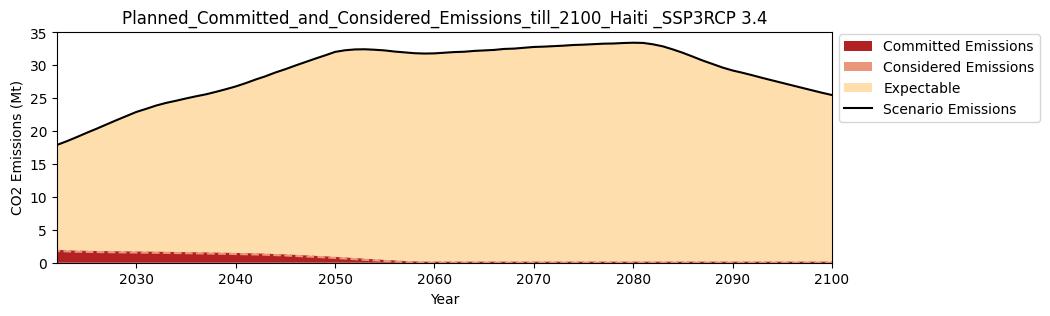 Planned_Committed_and_Considered_Emissions_till_2100_Haiti _SSP3RCP 3.4
CO2 Emissions (Mt)
35
30
25
20
15
10
5
0
2030 2040 2050 2060 2070 2080 2090 2100
Year
Committed Emissions
Considered Emissions
Expectable
Scenario Emissions